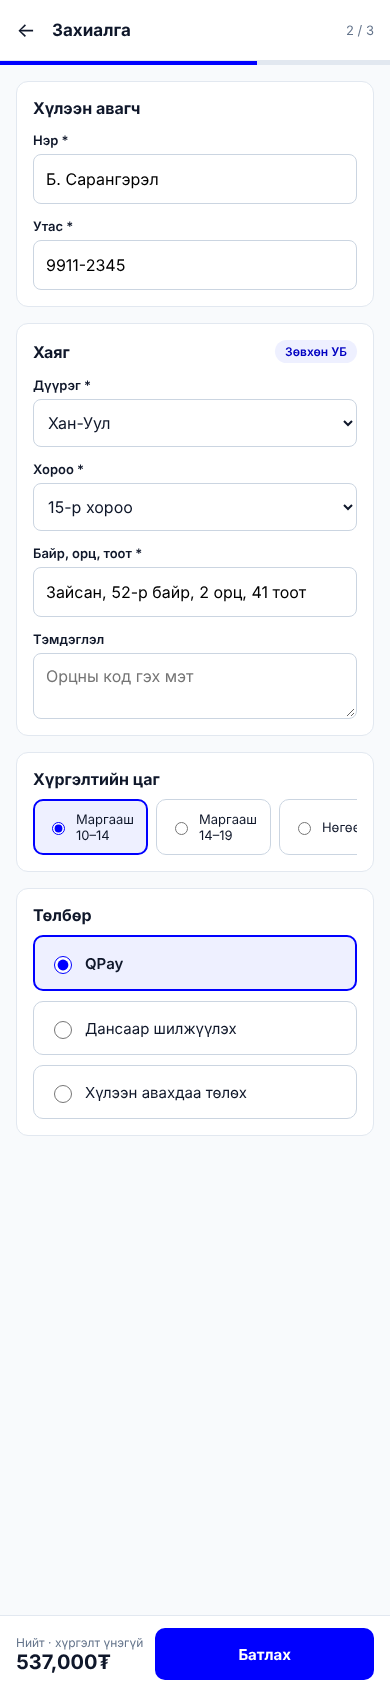 ← Захиалга 2 / 3
Хүлээн авагч
Нэр *
Б. Сарангэрэл
Утас *
9911-2345
Хаяг Зөвхөн УБ
Дүүрэг *
Хан-Уул
Хороо *
15-р хороо
Байр, орц, тоот *
Зайсан, 52-р байр, 2 орц, 41 тоот
Тэмдэглэл
Орцны код гэх мэт
Хүргэлтийн цаг
Маргааш
10–14
Маргааш
14–19
Төлбөр
QPay
Дансаар шилжүүлэх
Хүлээн авахдаа төлөх
Нийт · хүргэлт үнэгүй
537,000₮
Батлах